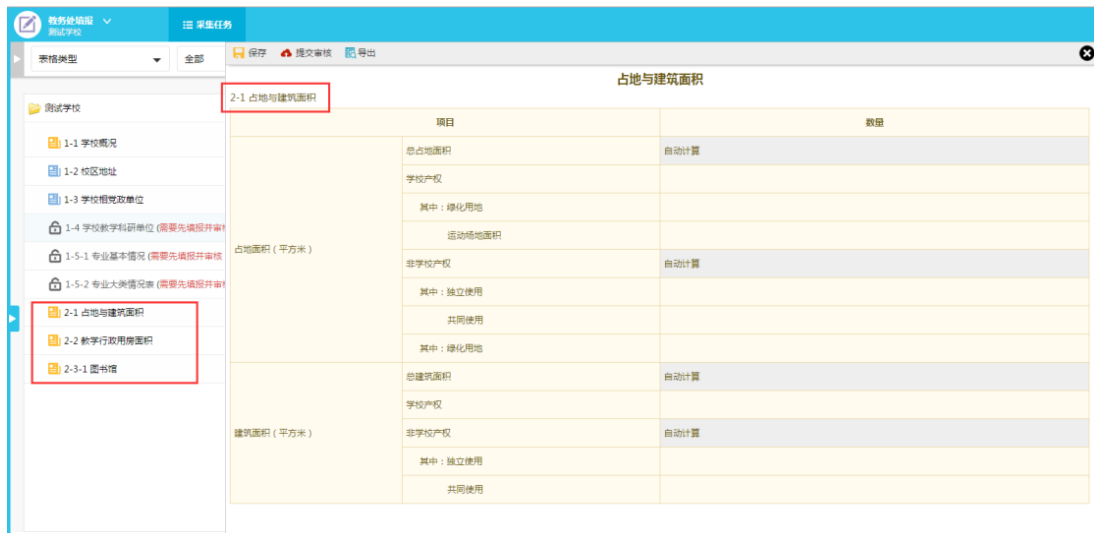 教务处填报
测试学校
采集任务
表格类型
全部
保存 提交审核 导出
占地与建筑面积
2-1 占地与建筑面积
测试学校
1-1 学校概况
1-2 校区地址
1-3 学校相关党政单位
1-4 学校教学科研单位 (需要先填报并审
1-5-1 专业基本情况 (需要先填报并审核
1-5-2 专业大类情况表 (需要先填报并审
2-1 占地与建筑面积
2-2 教学行政用房面积
2-3-1 图书馆
项目 数量
占地面积（平方米）
总占地面积 自动计算
学校产权
其中：绿化用地
运动场地面积
非学校产权 自动计算
其中：独立使用
共同使用
其中：绿化用地
建筑面积（平方米）
总建筑面积 自动计算
学校产权
非学校产权 自动计算
其中：独立使用
共同使用